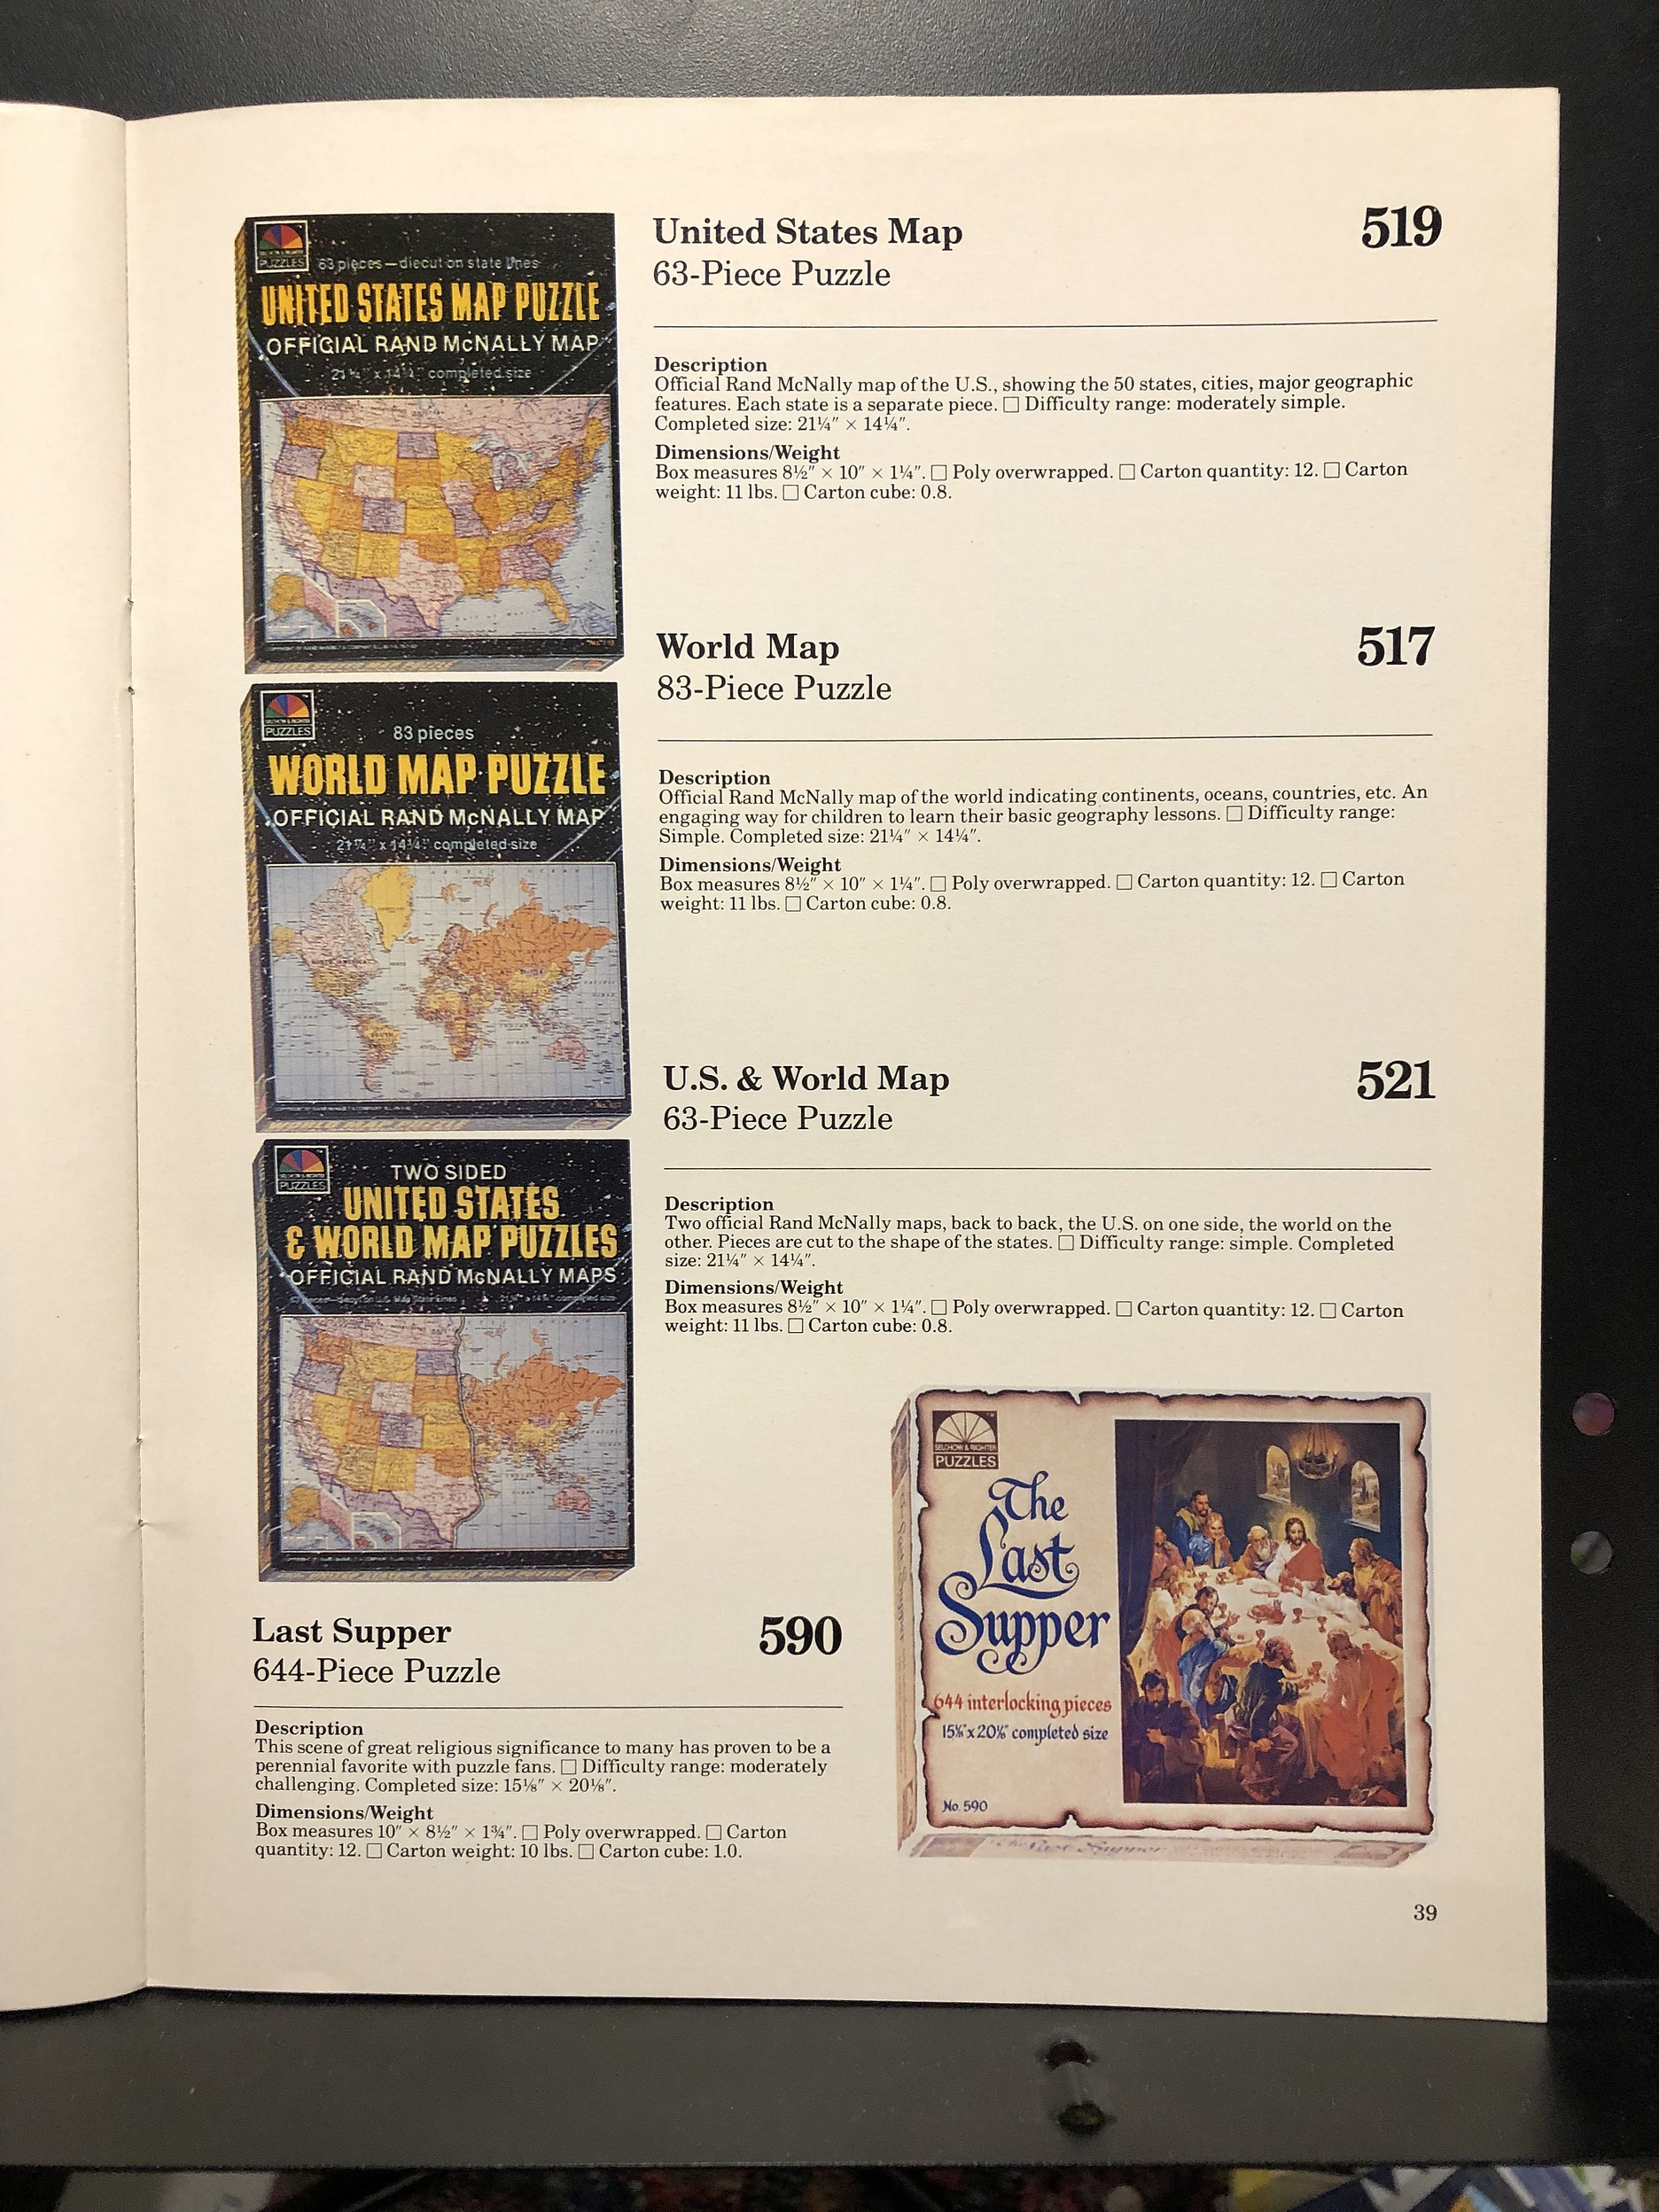 SELCHOW & RIGHTER
PUZZLES
63 pieces — diecut on state lines
UNITED STATES MAP PUZZLE
OFFICIAL RAND McNALLY MAP
21¼" x 14¼" completed size
United States Map
63-Piece Puzzle
519
Description
Official Rand McNally map of the U.S., showing the 50 states, cities, major geographic
features. Each state is a separate piece. □ Difficulty range: moderately simple.
Completed size: 21¼″ × 14¼″.
Dimensions/Weight
Box measures 8½″ × 10″ × 1¼″. □ Poly overwrapped. □ Carton quantity: 12. □ Carton
weight: 11 lbs. □ Carton cube: 0.8.
SELCHOW & RIGHTER
PUZZLES
83 pieces
WORLD MAP PUZZLE
OFFICIAL RAND McNALLY MAP
21¼" x 14¼" completed size
World Map
83-Piece Puzzle
517
Description
Official Rand McNally map of the world indicating continents, oceans, countries, etc. An
engaging way for children to learn their basic geography lessons. □ Difficulty range:
Simple. Completed size: 21¼″ × 14¼″.
Dimensions/Weight
Box measures 8½″ × 10″ × 1¼″. □ Poly overwrapped. □ Carton quantity: 12. □ Carton
weight: 11 lbs. □ Carton cube: 0.8.
SELCHOW & RIGHTER
PUZZLES
TWO SIDED
UNITED STATES
& WORLD MAP PUZZLES
OFFICIAL RAND McNALLY MAPS
U.S. & World Map
63-Piece Puzzle
521
Description
Two official Rand McNally maps, back to back, the U.S. on one side, the world on the
other. Pieces are cut to the shape of the states. □ Difficulty range: simple. Completed
size: 21¼″ × 14¼″.
Dimensions/Weight
Box measures 8½″ × 10″ × 1¼″. □ Poly overwrapped. □ Carton quantity: 12. □ Carton
weight: 11 lbs. □ Carton cube: 0.8.
Last Supper
644-Piece Puzzle
590
Description
This scene of great religious significance to many has proven to be a
perennial favorite with puzzle fans. □ Difficulty range: moderately
challenging. Completed size: 15⅛″ × 20⅛″.
Dimensions/Weight
Box measures 10″ × 8½″ × 1¾″. □ Poly overwrapped. □ Carton
quantity: 12. □ Carton weight: 10 lbs. □ Carton cube: 1.0.
SELCHOW & RIGHTER
PUZZLES
The
Last
Supper
644 interlocking pieces
15⅛" x 20⅛" completed size
No. 590
39